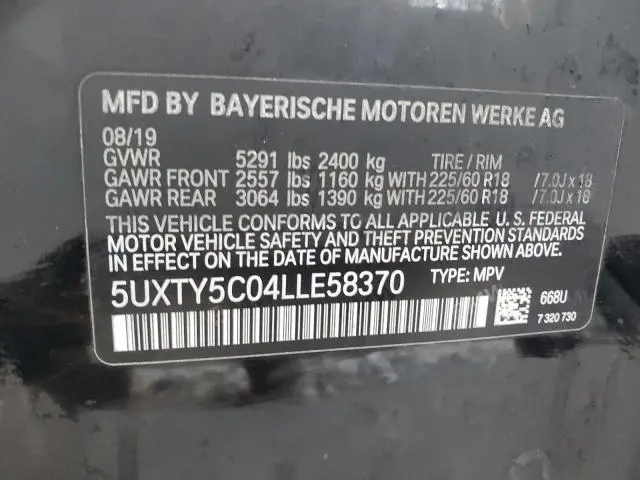 MFD BY BAYERISCHE MOTOREN WERKE AG
08/19
GVWR 5291 lbs 2400 kg TIRE / RIM
GAWR FRONT 2557 lbs 1160 kg WITH 225/60 R18 / 7.0J x 18
GAWR REAR 3064 lbs 1390 kg WITH 225/60 R18 / 7.0J x 18
THIS VEHICLE CONFORMS TO ALL APPLICABLE U. S. FEDERAL
MOTOR VEHICLE SAFETY AND THEFT PREVENTION STANDARDS
IN EFFECT ON THE DATE OF MANUFACTURE SHOWN ABOVE.
5UXTY5C04LLE58370 TYPE: MPV
668U
7 320 730